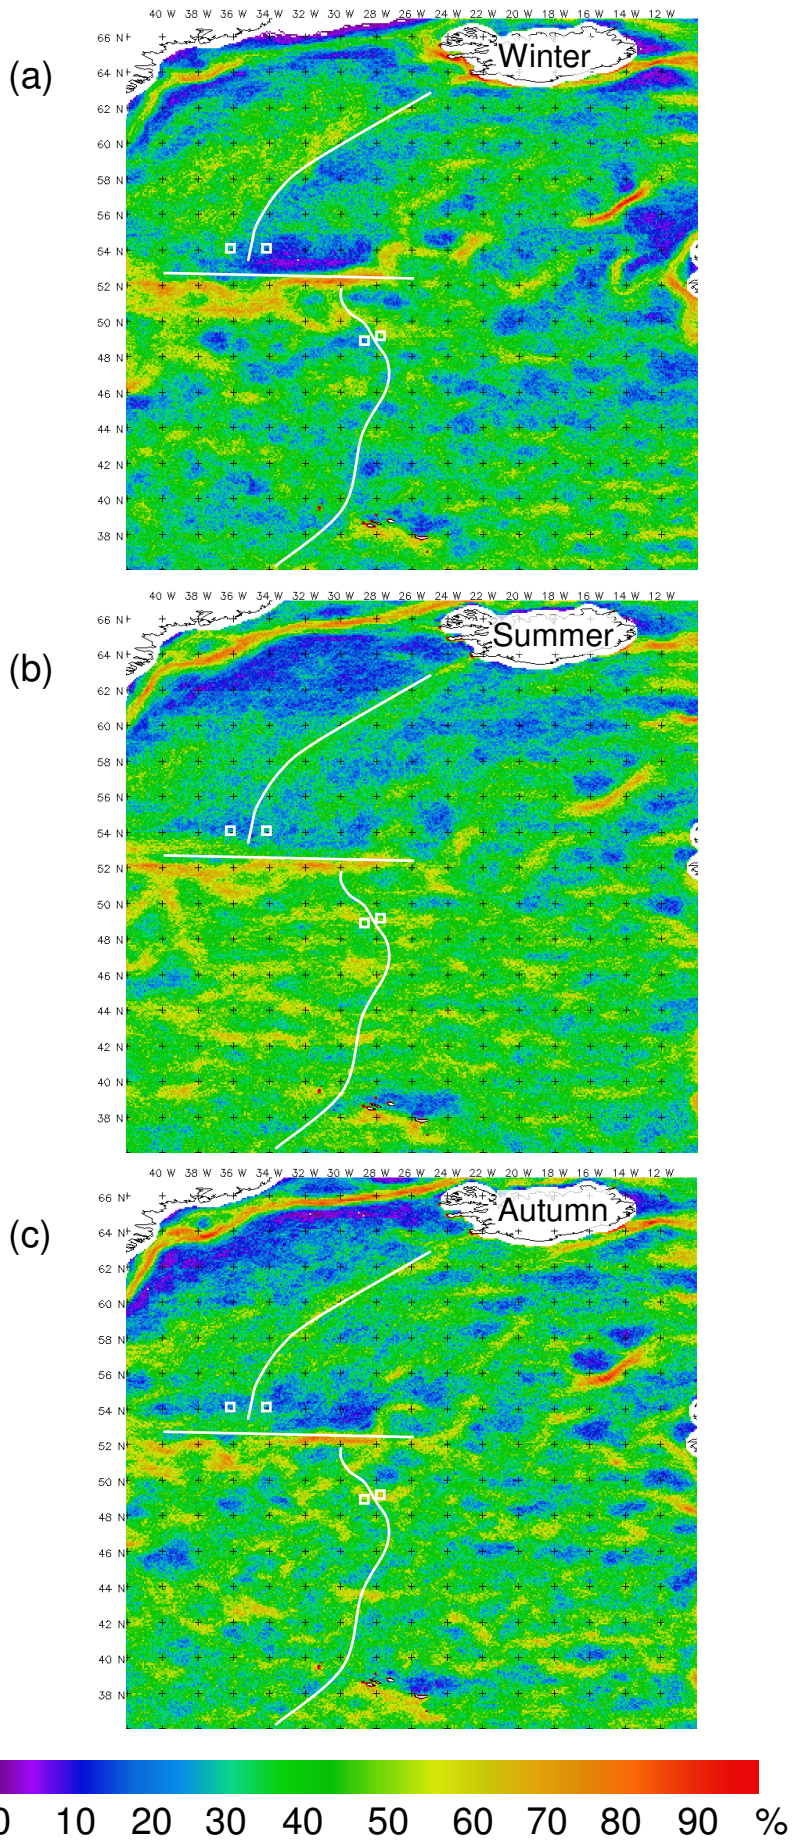 40 W 38 W 36 W 34 W 32 W 30 W 28 W 26 W 24 W 22 W 20 W 18 W 16 W 14 W 12 W
(a)
Winter
66 N
64 N
62 N
60 N
58 N
56 N
54 N
52 N
50 N
48 N
46 N
44 N
42 N
40 N
38 N
40 W 38 W 36 W 34 W 32 W 30 W 28 W 26 W 24 W 22 W 20 W 18 W 16 W 14 W 12 W
(b)
Summer
66 N
64 N
62 N
60 N
58 N
56 N
54 N
52 N
50 N
48 N
46 N
44 N
42 N
40 N
38 N
40 W 38 W 36 W 34 W 32 W 30 W 28 W 26 W 24 W 22 W 20 W 18 W 16 W 14 W 12 W
(c)
Autumn
66 N
64 N
62 N
60 N
58 N
56 N
54 N
52 N
50 N
48 N
46 N
44 N
42 N
40 N
38 N
0 10 20 30 40 50 60 70 80 90 %